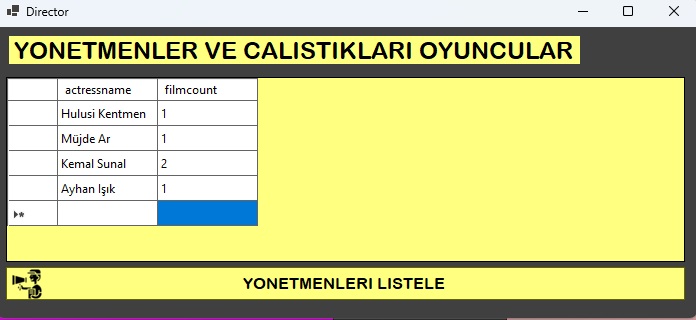 Director
YONETMENLER VE CALISTIKLARI OYUNCULAR
actressname filmcount
Hulusi Kentmen 1
Müjde Ar 1
Kemal Sunal 2
Ayhan Işık 1
YONETMENLERI LISTELE